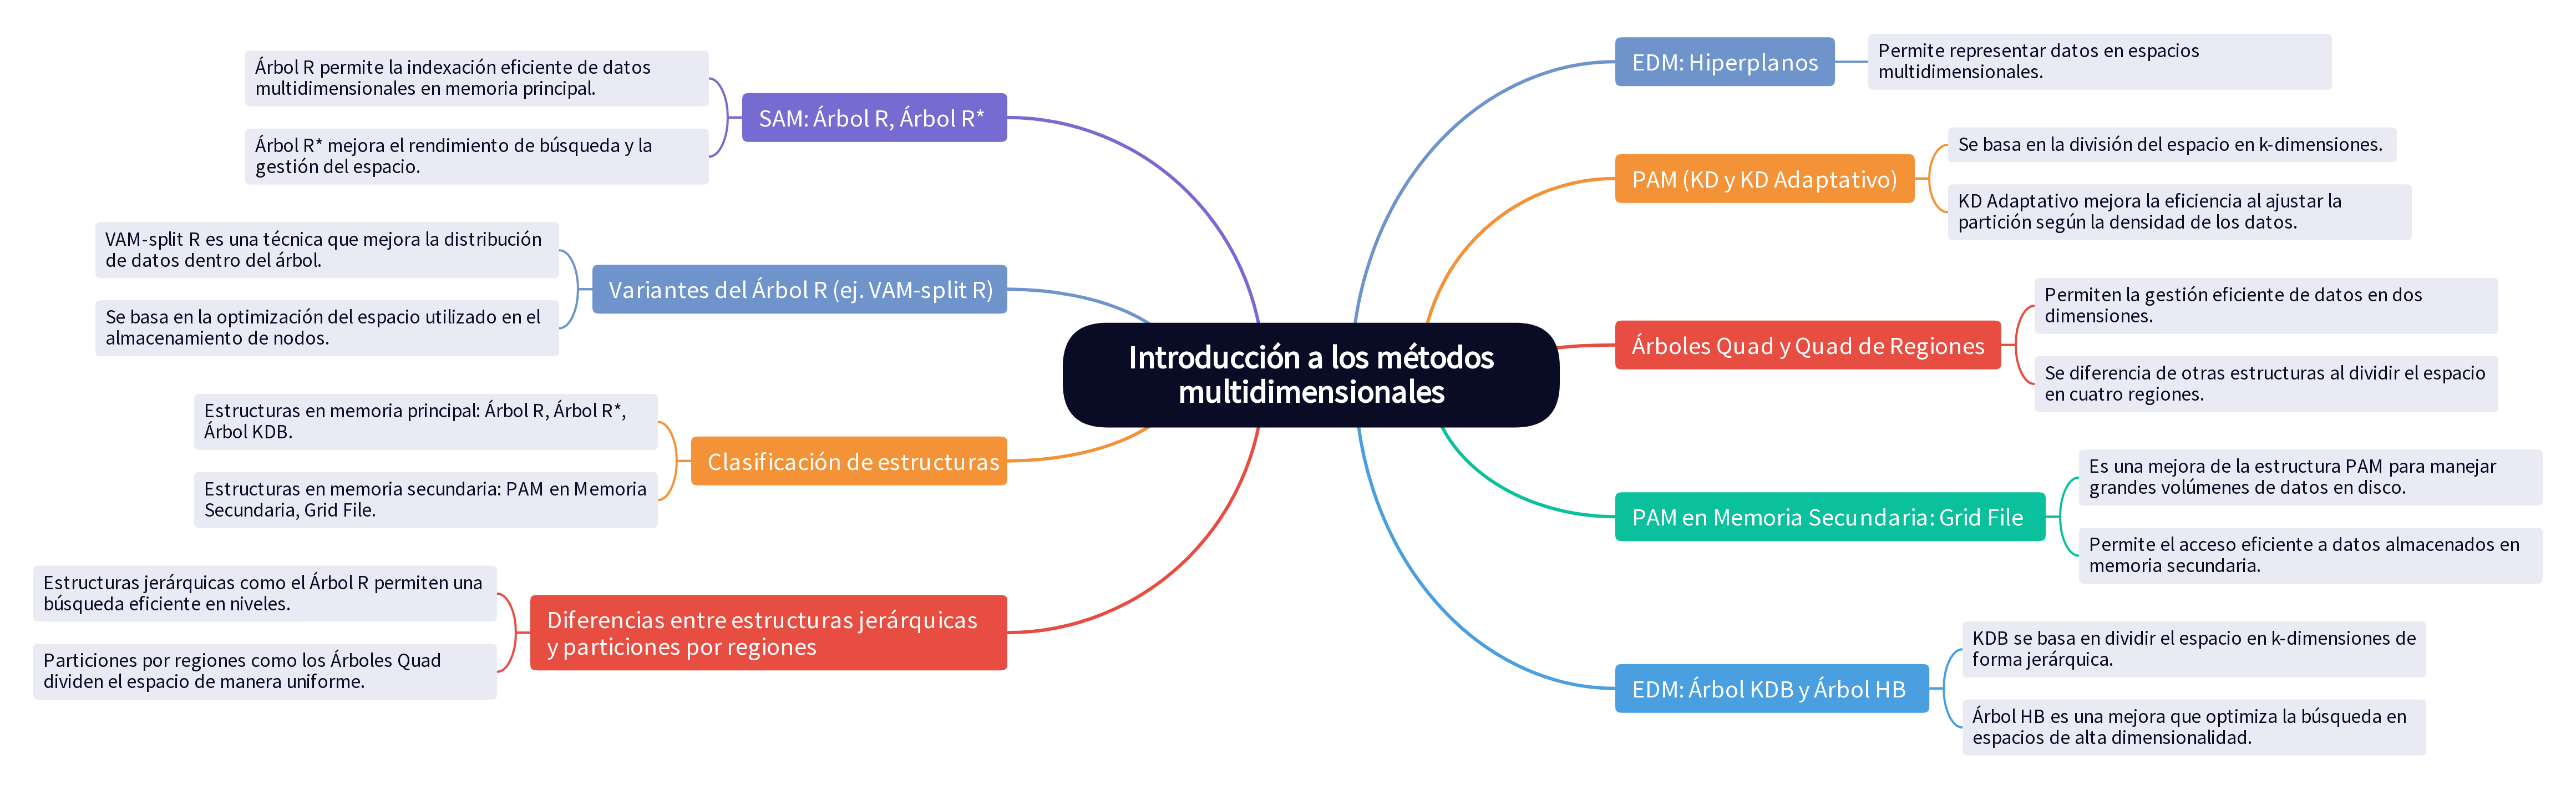 Introducción a los métodos
multidimensionales
EDM: Hiperplanos
Permite representar datos en espacios
multidimensionales.
PAM (KD y KD Adaptativo)
Se basa en la división del espacio en k-dimensiones.
KD Adaptativo mejora la eficiencia al ajustar la
partición según la densidad de los datos.
Árboles Quad y Quad de Regiones
Permiten la gestión eficiente de datos en dos
dimensiones.
Se diferencia de otras estructuras al dividir el espacio
en cuatro regiones.
PAM en Memoria Secundaria: Grid File
Es una mejora de la estructura PAM para manejar
grandes volúmenes de datos en disco.
Permite el acceso eficiente a datos almacenados en
memoria secundaria.
EDM: Árbol KDB y Árbol HB
KDB se basa en dividir el espacio en k-dimensiones de
forma jerárquica.
Árbol HB es una mejora que optimiza la búsqueda en
espacios de alta dimensionalidad.
SAM: Árbol R, Árbol R*
Árbol R permite la indexación eficiente de datos
multidimensionales en memoria principal.
Árbol R* mejora el rendimiento de búsqueda y la
gestión del espacio.
Variantes del Árbol R (ej. VAM-split R)
VAM-split R es una técnica que mejora la distribución
de datos dentro del árbol.
Se basa en la optimización del espacio utilizado en el
almacenamiento de nodos.
Clasificación de estructuras
Estructuras en memoria principal: Árbol R, Árbol R*,
Árbol KDB.
Estructuras en memoria secundaria: PAM en Memoria
Secundaria, Grid File.
Diferencias entre estructuras jerárquicas
y particiones por regiones
Estructuras jerárquicas como el Árbol R permiten una
búsqueda eficiente en niveles.
Particiones por regiones como los Árboles Quad
dividen el espacio de manera uniforme.